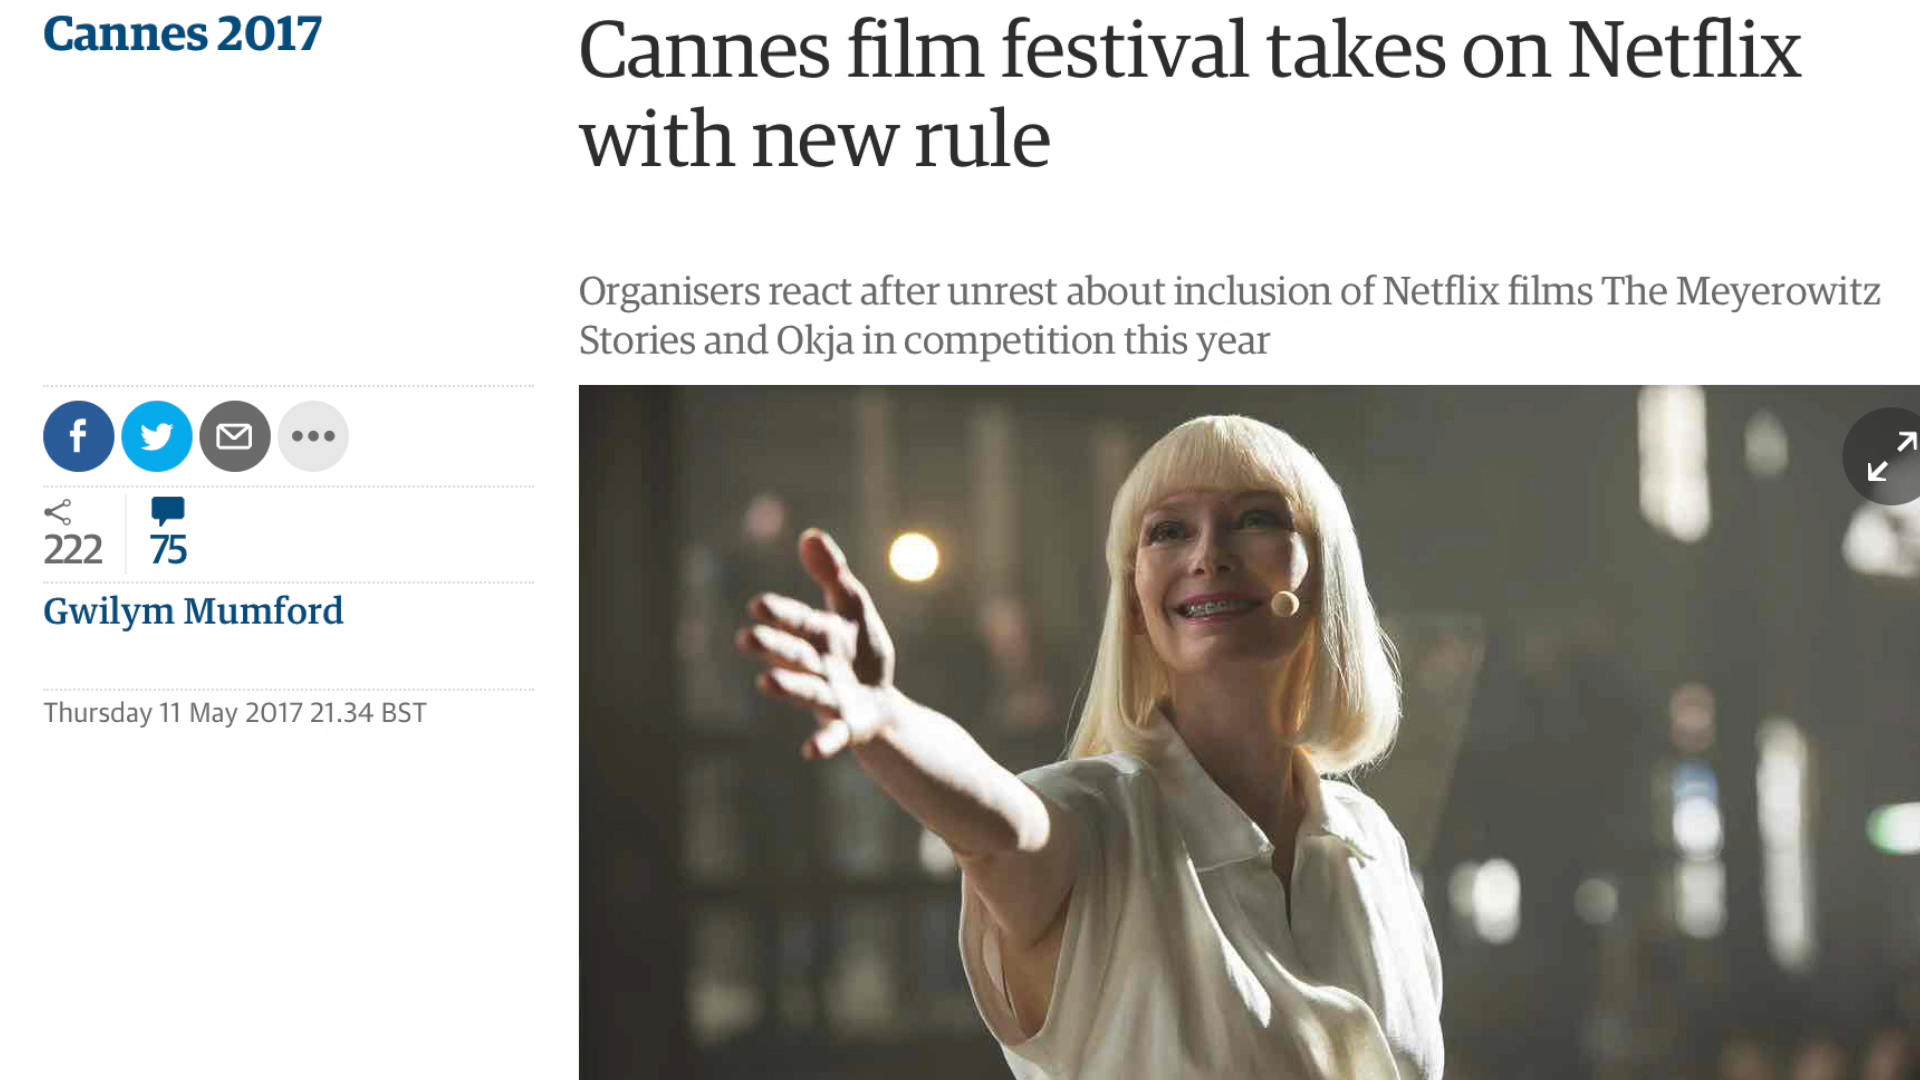 Cannes 2017
Cannes film festival takes on Netflix
with new rule
Organisers react after unrest about inclusion of Netflix films The Meyerowitz
Stories and Okja in competition this year
222
75
Gwilym Mumford
Thursday 11 May 2017 21.34 BST